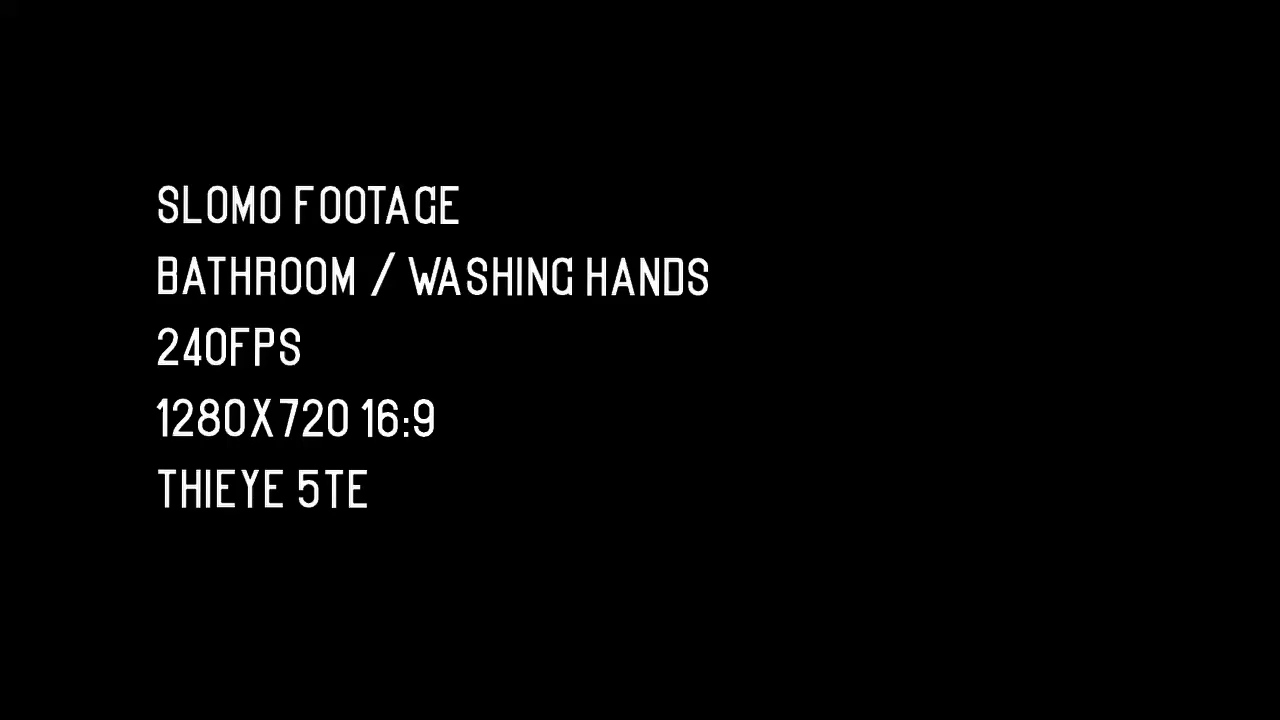 SLOMO FOOTAGE
BATHROOM / WASHING HANDS
240FPS
1280X720 16:9
THIEYE 5TE